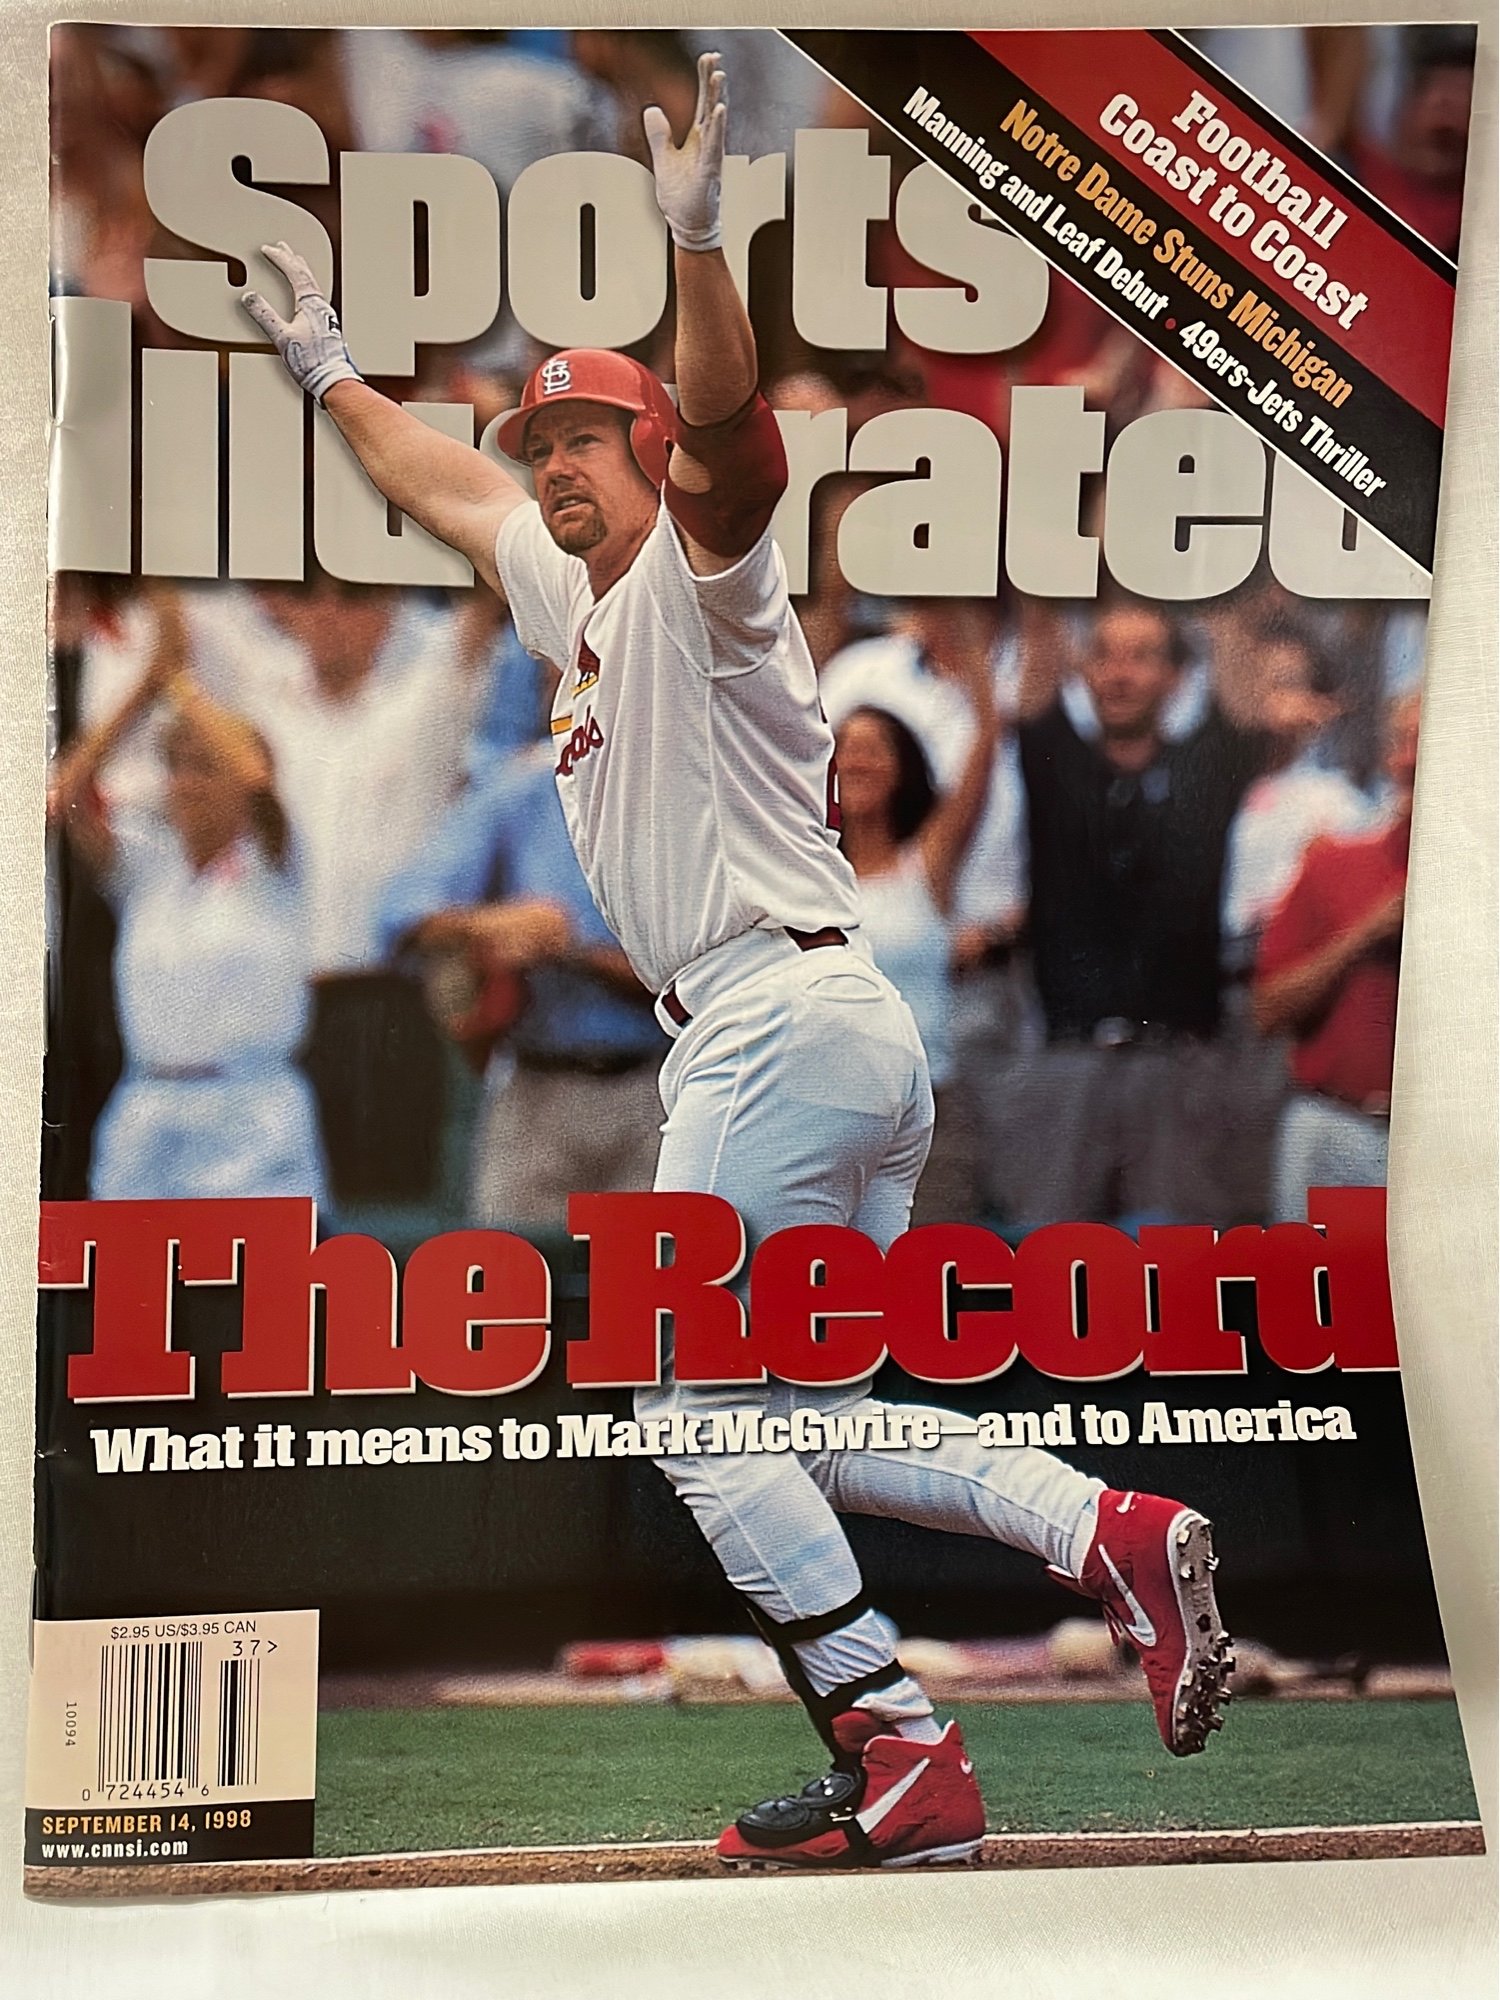 Sports
Illustrated
Football
Coast to Coast
Notre Dame Stuns Michigan
Manning and Leaf Debut • 49ers-Jets Thriller
STL
The Record
What it means to Mark McGwire—and to America
$2.95 US/$3.95 CAN
37>
10094
0 724454 6
SEPTEMBER 14, 1998
www.cnnsi.com